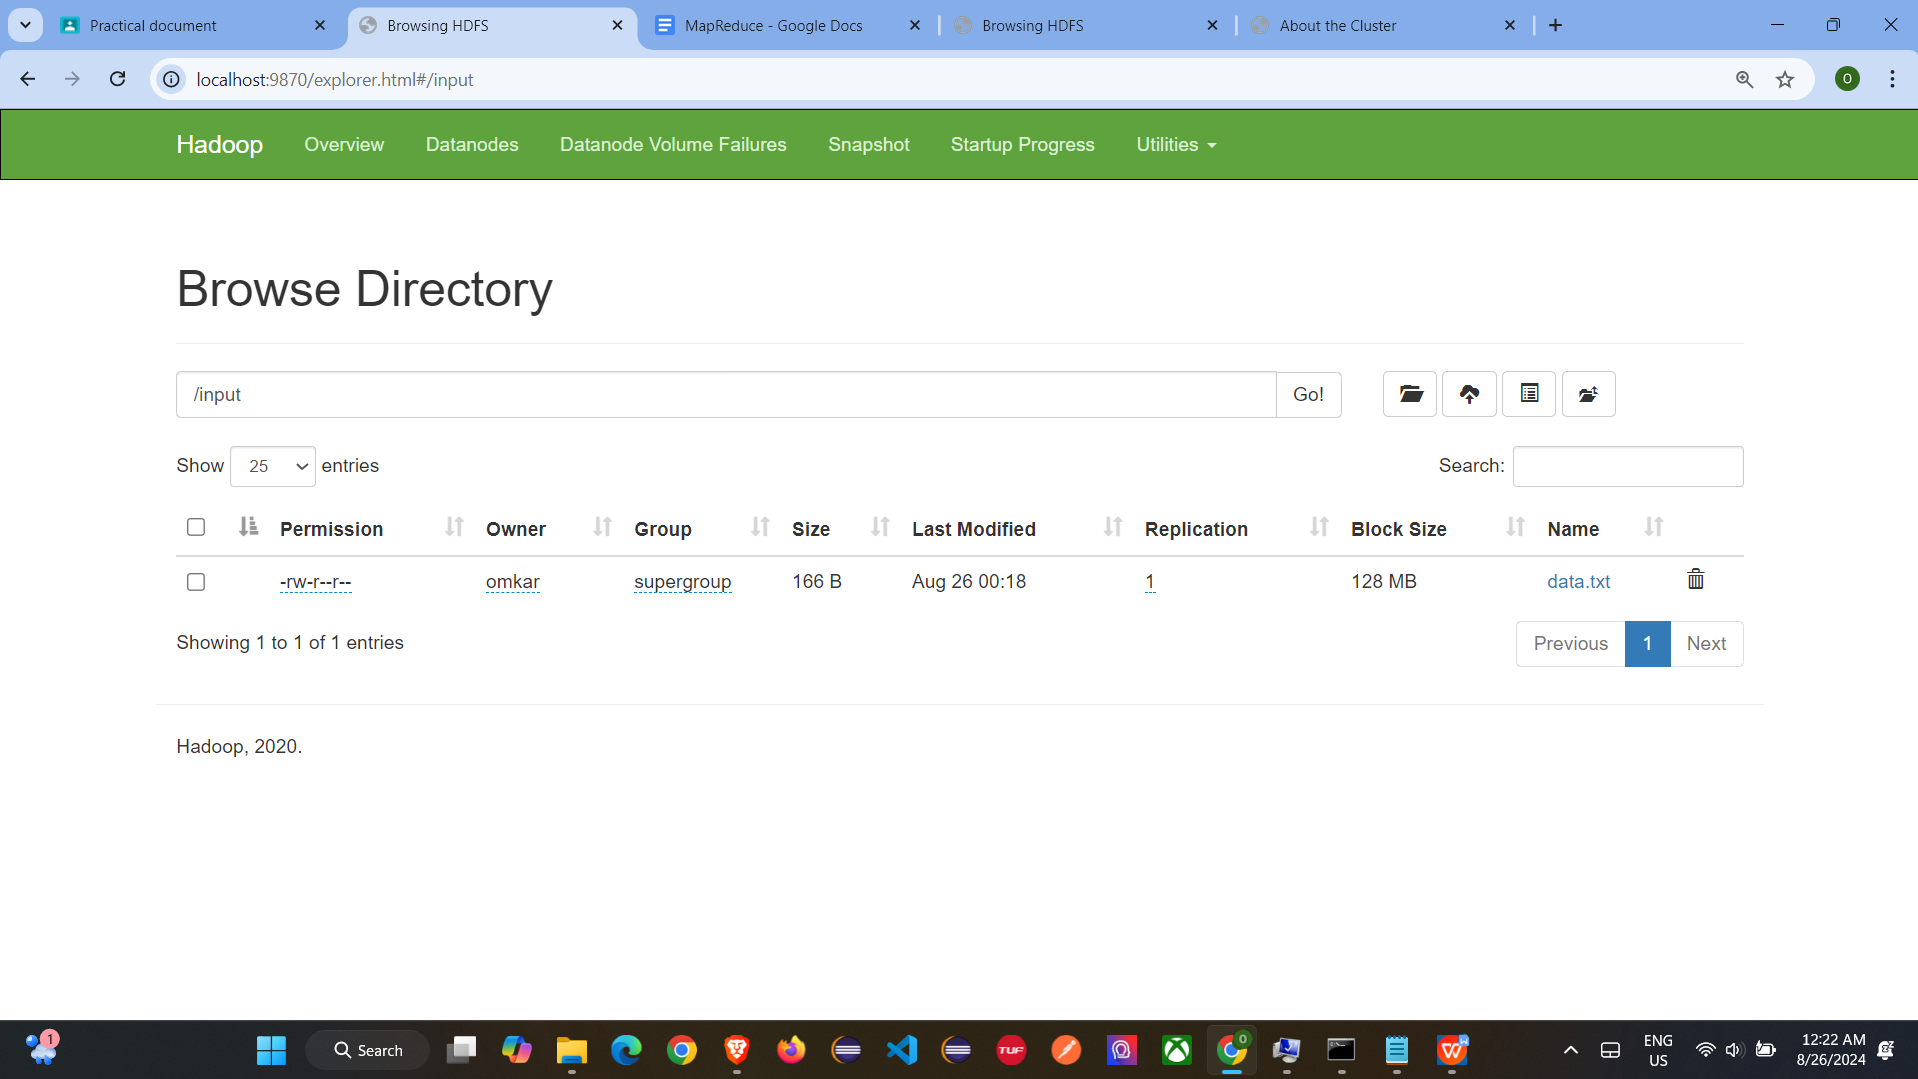 Practical document
Browsing HDFS
MapReduce - Google Docs
Browsing HDFS
About the Cluster
localhost:9870/explorer.html#/input
O
Hadoop Overview Datanodes Datanode Volume Failures Snapshot Startup Progress Utilities
Browse Directory
/input Go!
Show 25 entries Search:
Permission Owner Group Size Last Modified Replication Block Size Name
-rw-r--r-- omkar supergroup 166 B Aug 26 00:18 1 128 MB data.txt
Showing 1 to 1 of 1 entries
Previous 1 Next
Hadoop, 2020.
1
Search
TUF
O
W
W
ENG
US
12:22 AM
8/26/2024